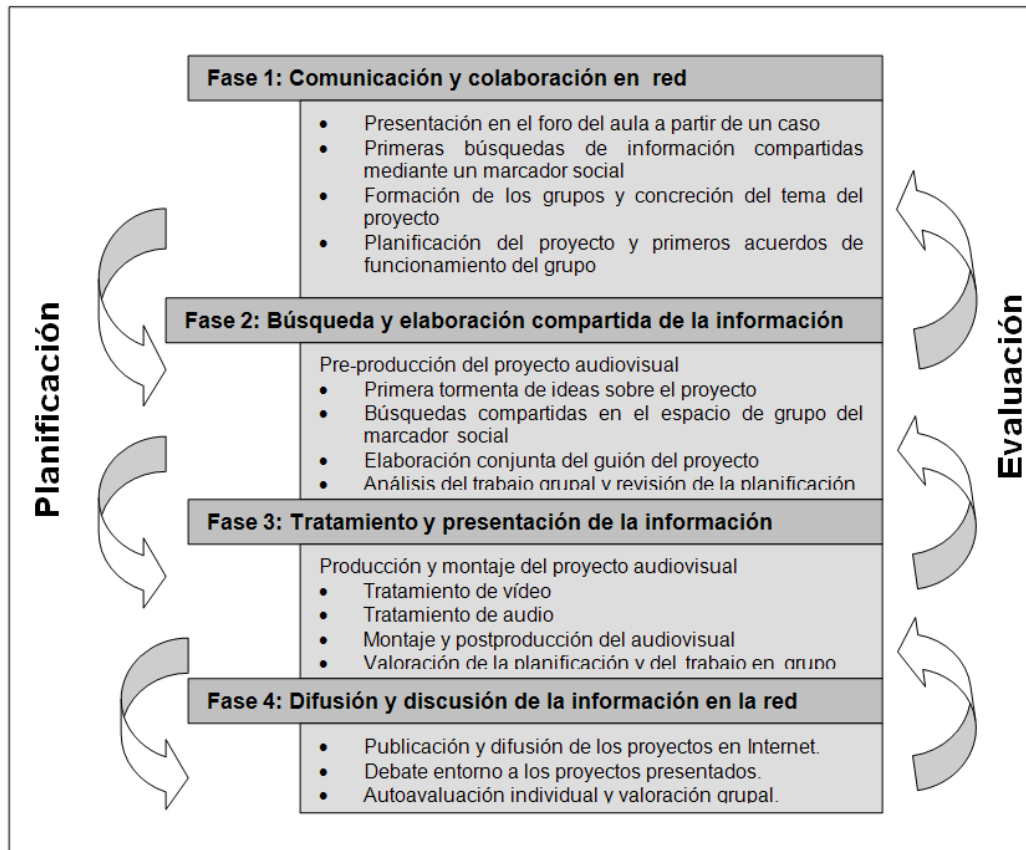 Fase 1: Comunicación y colaboración en red
• Presentación en el foro del aula a partir de un caso
• Primeras búsquedas de información compartidas
mediante un marcador social
• Formación de los grupos y concreción del tema del
proyecto
• Planificación del proyecto y primeros acuerdos de
funcionamiento del grupo
Planificación
Evaluación
Fase 2: Búsqueda y elaboración compartida de la información
Pre-producción del proyecto audiovisual
• Primera tormenta de ideas sobre el proyecto
• Búsquedas compartidas en el espacio de grupo del
marcador social
• Elaboración conjunta del guión del proyecto
• Análisis del trabajo grupal y revisión de la planificación
Fase 3: Tratamiento y presentación de la información
Producción y montaje del proyecto audiovisual
• Tratamiento de vídeo
• Tratamiento de audio
• Montaje y postproducción del audiovisual
• Valoración de la planificación y del trabajo en grupo
Fase 4: Difusión y discusión de la información en la red
• Publicación y difusión de los proyectos en Internet.
• Debate entorno a los proyectos presentados.
• Autoavaluación individual y valoración grupal.